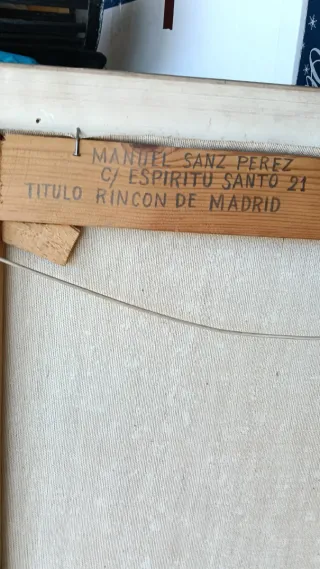 MANUEL SANZ PEREZ
C/ ESPIRITU SANTO 21
TITULO RINCON DE MADRID